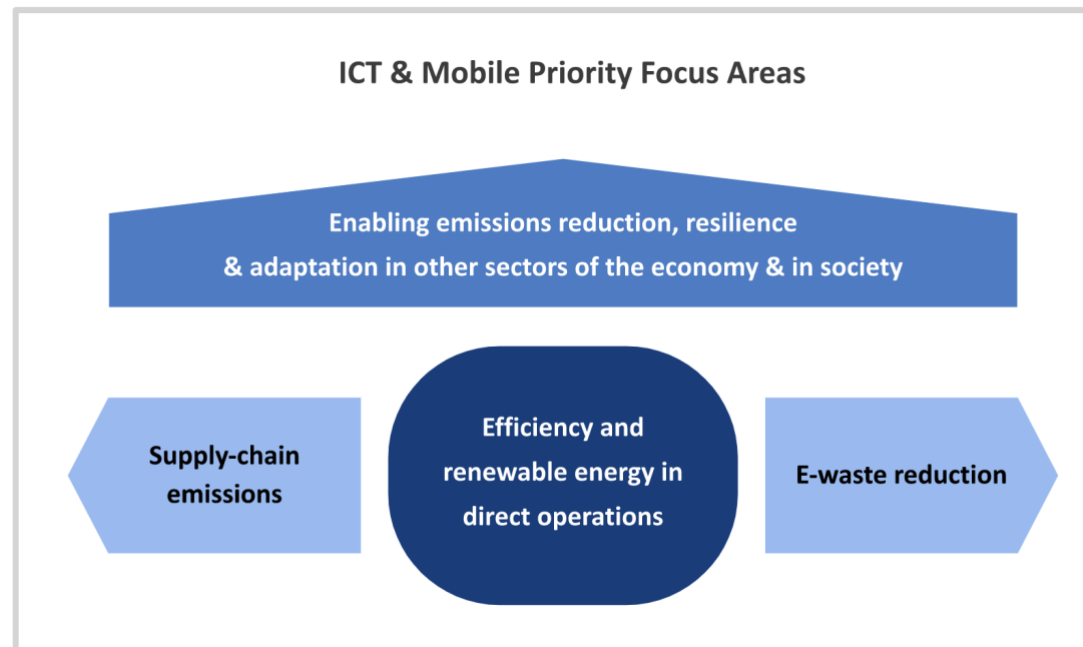 ICT & Mobile Priority Focus Areas
Enabling emissions reduction, resilience
& adaptation in other sectors of the economy & in society
Supply-chain
emissions
Efficiency and
renewable energy in
direct operations
E-waste reduction